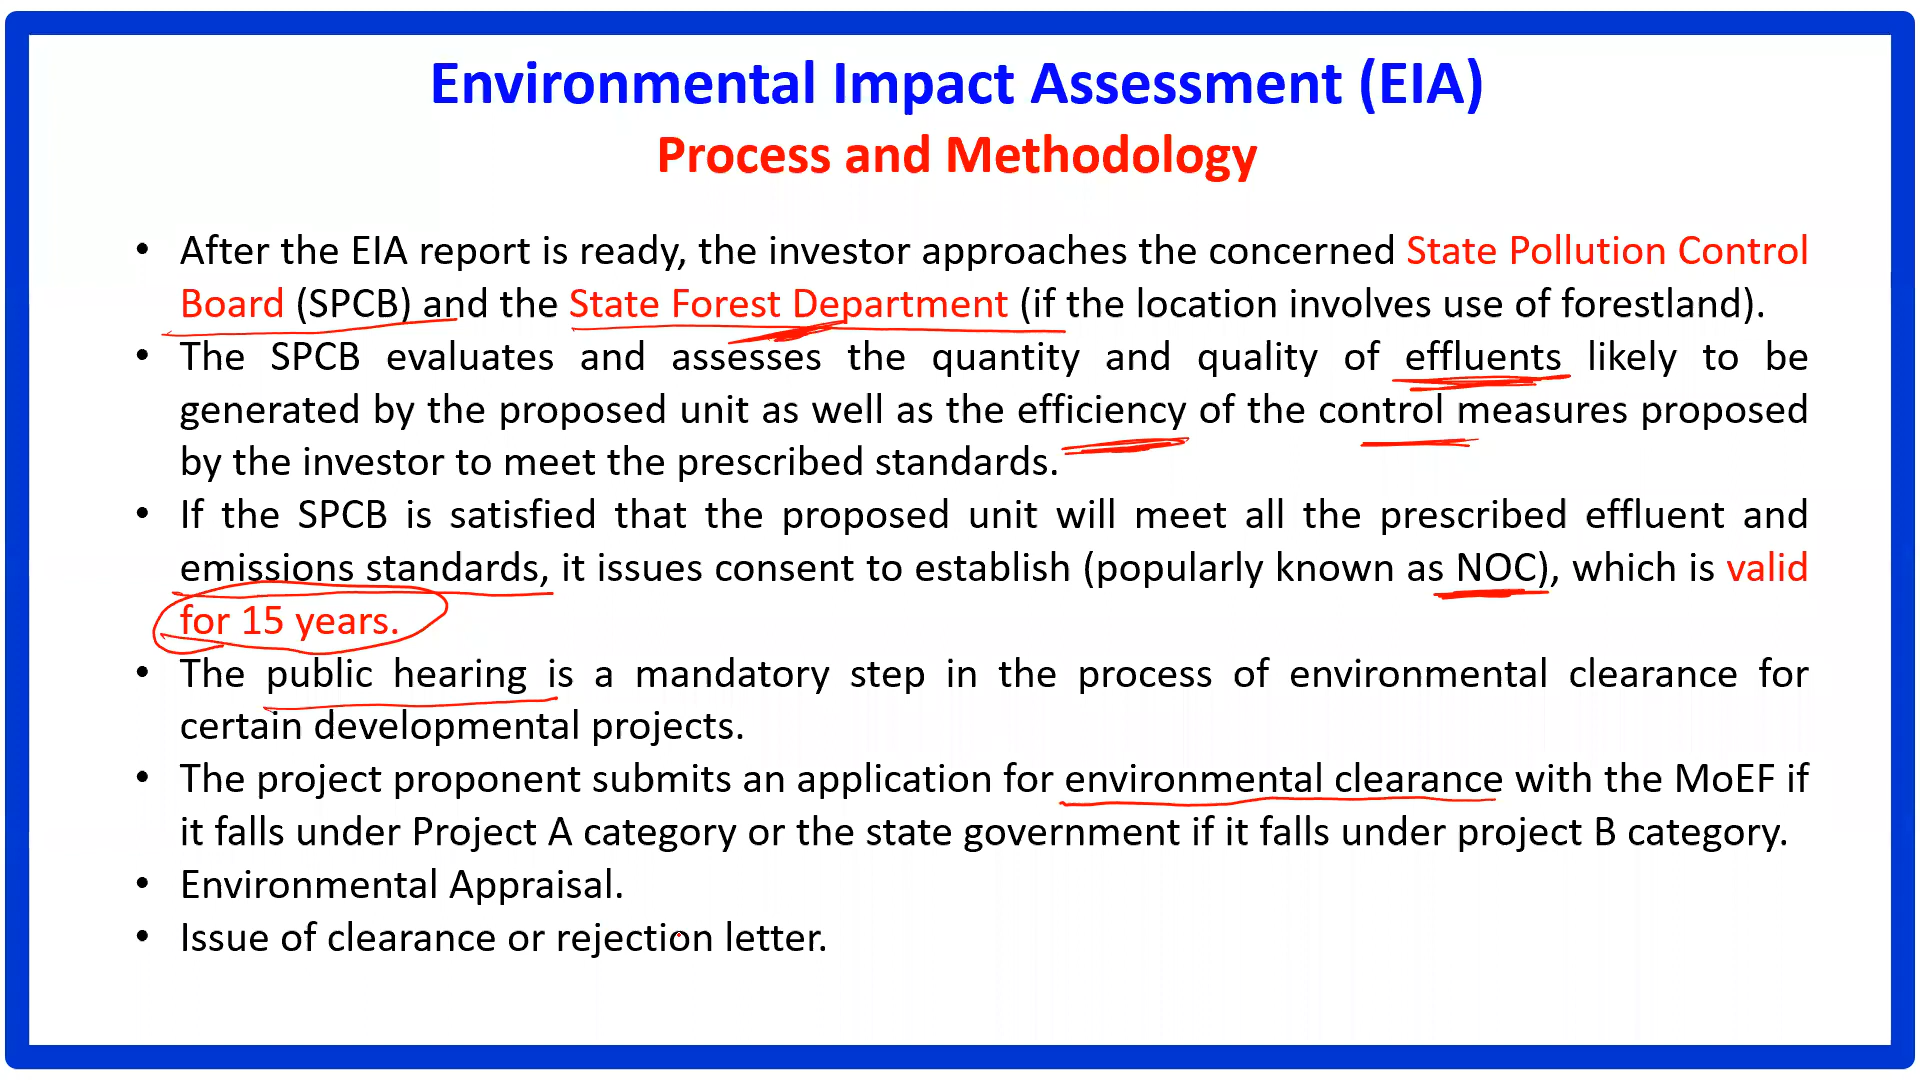 Environmental Impact Assessment (EIA)
Process and Methodology
• After the EIA report is ready, the investor approaches the concerned State Pollution Control
Board (SPCB) and the State Forest Department (if the location involves use of forestland).
• The SPCB evaluates and assesses the quantity and quality of effluents likely to be
generated by the proposed unit as well as the efficiency of the control measures proposed
by the investor to meet the prescribed standards.
• If the SPCB is satisfied that the proposed unit will meet all the prescribed effluent and
emissions standards, it issues consent to establish (popularly known as NOC), which is valid
for 15 years.
• The public hearing is a mandatory step in the process of environmental clearance for
certain developmental projects.
• The project proponent submits an application for environmental clearance with the MoEF if
it falls under Project A category or the state government if it falls under project B category.
• Environmental Appraisal.
• Issue of clearance or rejection letter.